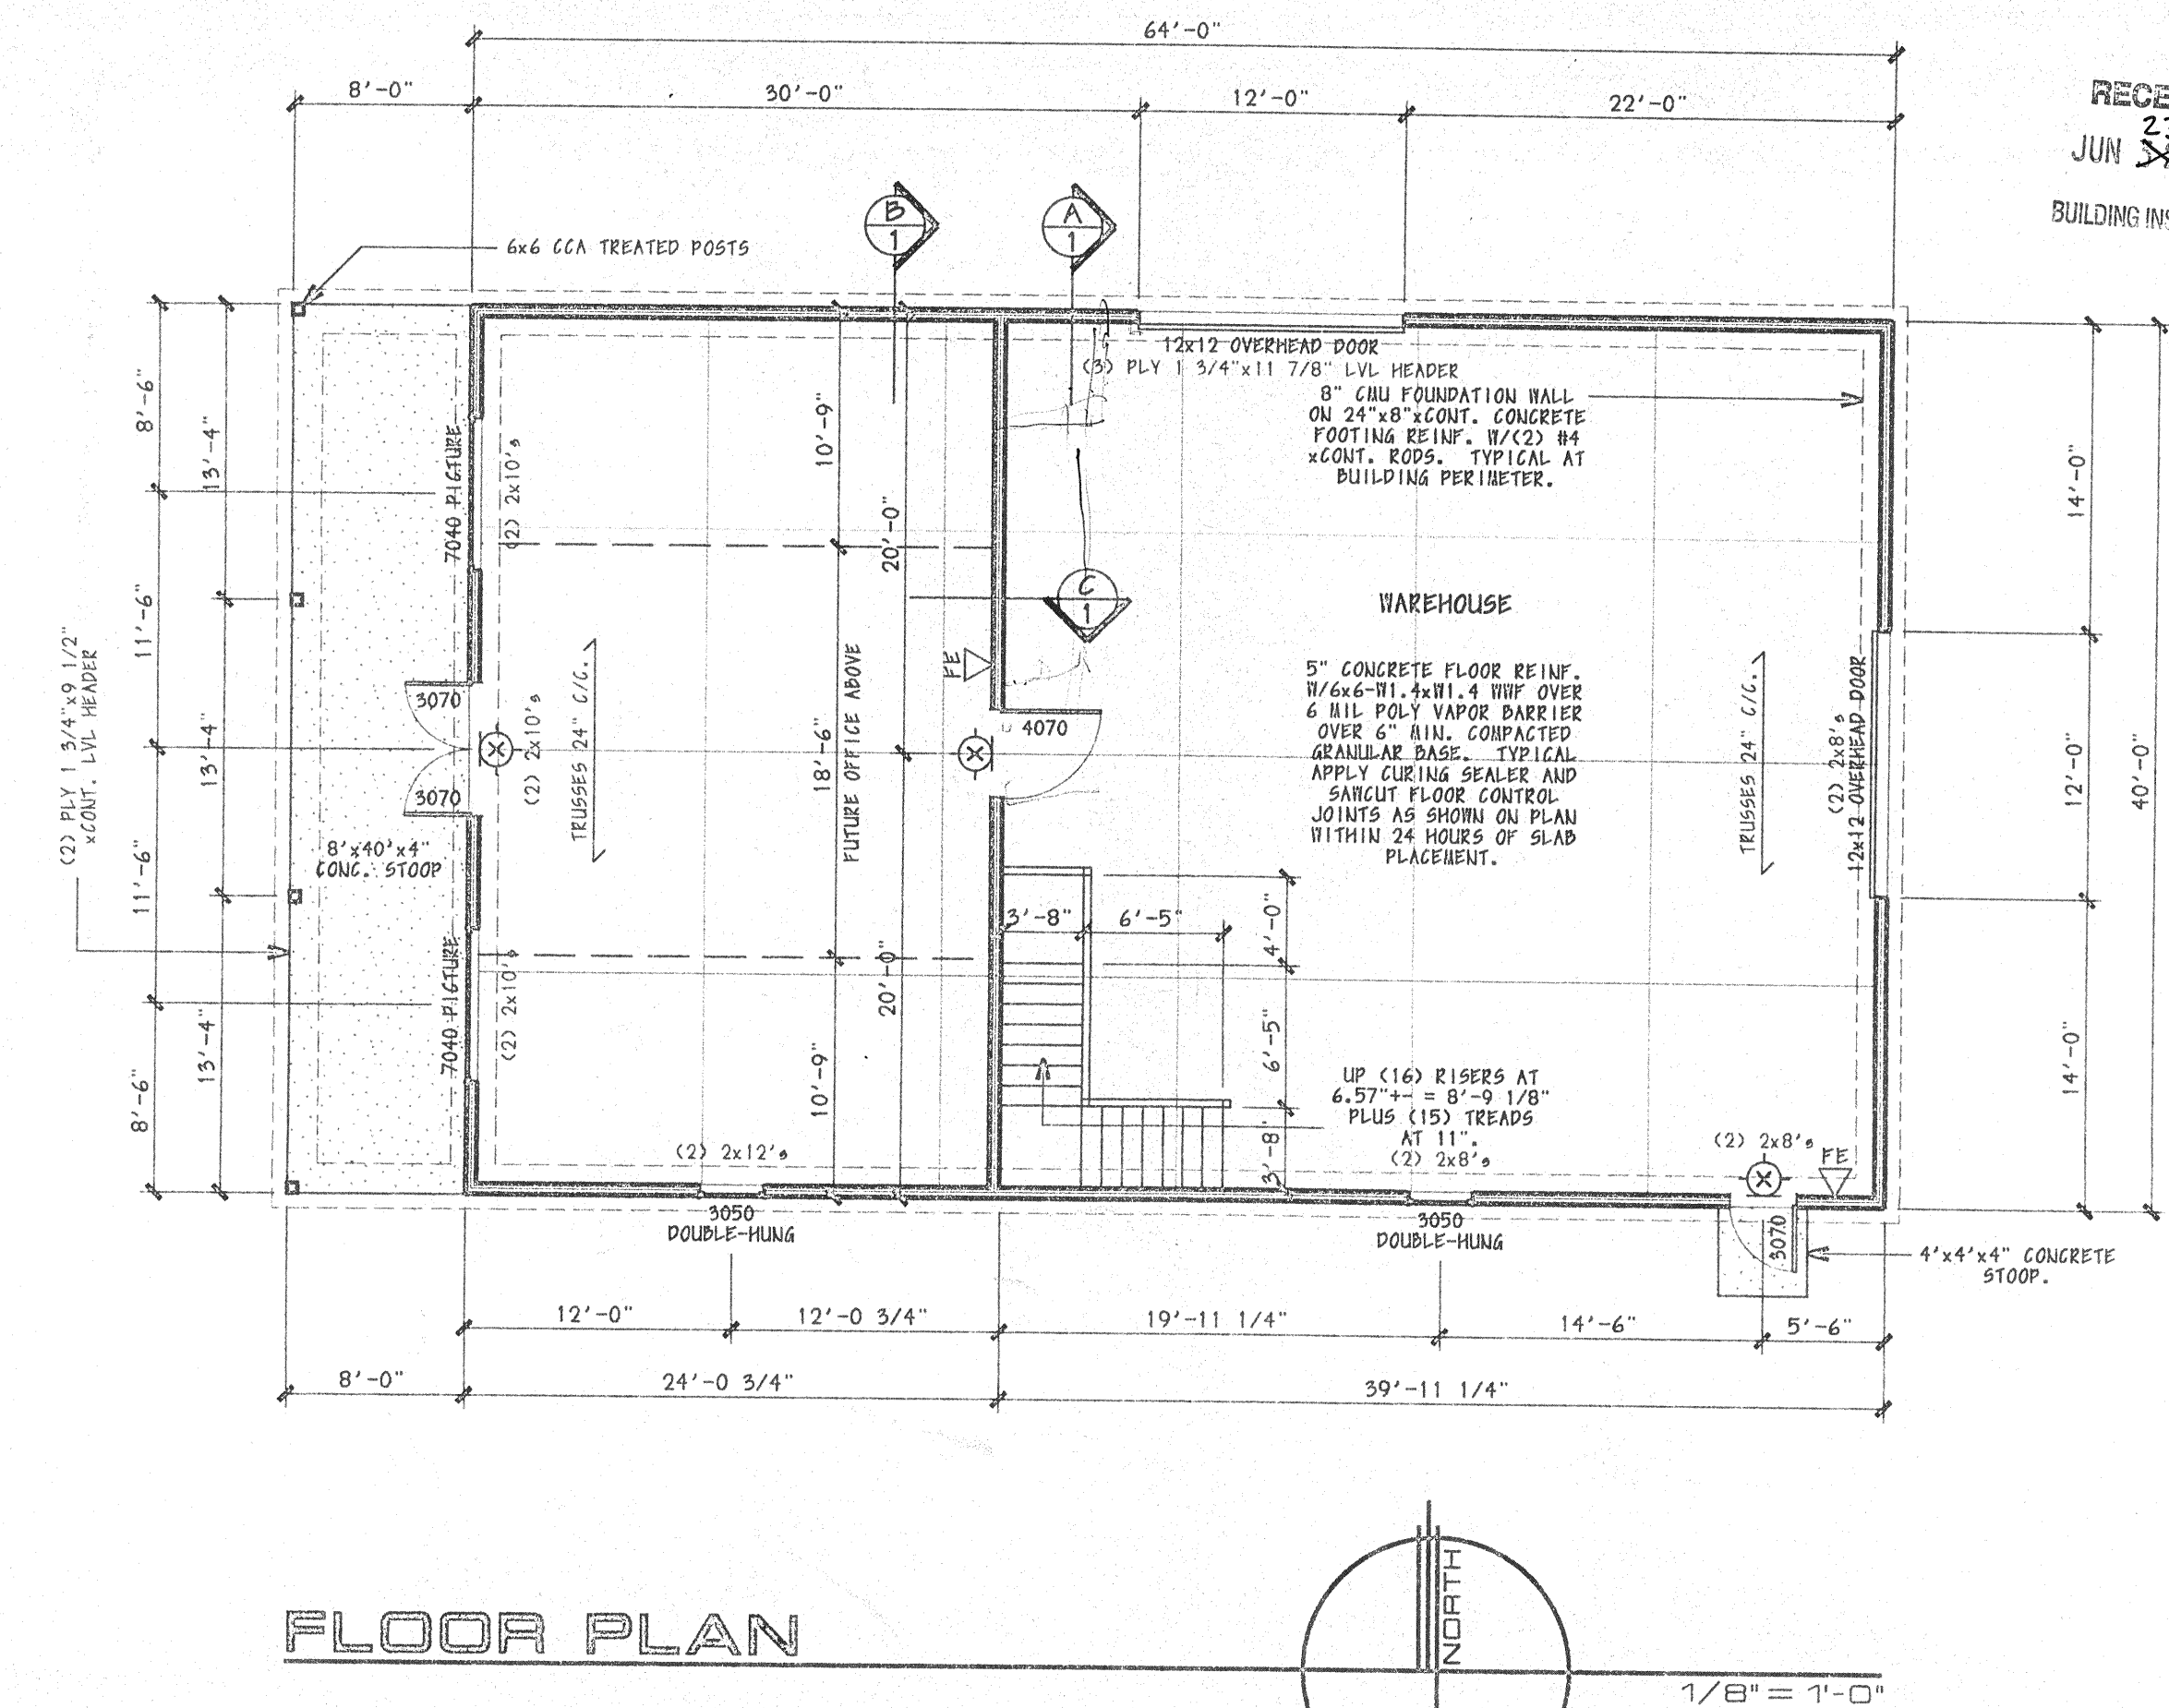 64'-0"
8'-0"
30'-0"
12'-0"
22'-0"
JUN
BUILDING
B
1
A
1
6x6 CCA TREATED POSTS
12x12 OVERHEAD DOOR
(3) PLY 1 3/4"x11 7/8" LVL HEADER
8" CMU FOUNDATION WALL
ON 24"x8"xCONT. CONCRETE
FOOTING REINF. W/(2) #4
xCONT. RODS. TYPICAL AT
BUILDING PERIMETER.
8'-6"
13'-4"
7040 PICTURE
(2) 2x10's
10'-9"
20'-0"
14'-0"
C
1
WAREHOUSE
(2) PLY 1 3/4"x9 1/2"
xCONT. LVL HEADER
11'-6"
13'-4"
3070
3070
(2) 2x10's
TRUSSES 24" C/C.
18'-6"
FUTURE OFFICE ABOVE
FE
4070
5" CONCRETE FLOOR REINF.
W/6x6-W1.4xW1.4 WWF OVER
6 MIL POLY VAPOR BARRIER
OVER 6" MIN. COMPACTED
GRANULAR BASE. TYPICAL
APPLY CURING SEALER AND
SAWCUT FLOOR CONTROL
JOINTS AS SHOWN ON PLAN
WITHIN 24 HOURS OF SLAB
PLACEMENT.
TRUSSES 24" C/C.
(2) 2x8's
12x12 OVERHEAD DOOR
12'-0"
40'-0"
8'x40'x4"
CONC. STOOP
11'-6"
13'-4"
8'-6"
7040 PICTURE
(2) 2x10's
10'-9"
20'-0"
3'-8"
6'-5"
4'-0"
6'-5"
3'-8"
14'-0"
UP (16) RISERS AT
6.57"+- = 8'-9 1/8"
PLUS (15) TREADS
AT 11".
(2) 2x8's
(2) 2x12's
(2) 2x8's
FE
3050
DOUBLE-HUNG
3050
DOUBLE-HUNG
3070
4'x4'x4" CONCRETE
STOOP.
12'-0"
12'-0 3/4"
19'-11 1/4"
14'-6"
5'-6"
8'-0"
24'-0 3/4"
39'-11 1/4"
NORTH
FLOOR PLAN
1/8" = 1'-0"